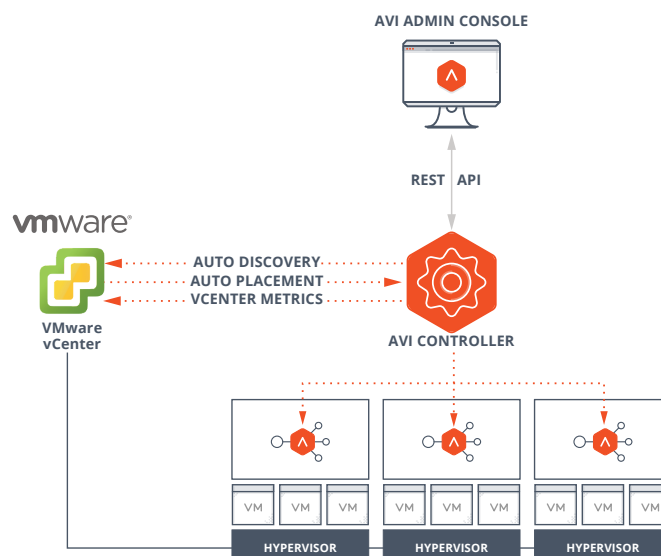 AVI ADMIN CONSOLE
REST API
vmware®
AUTO DISCOVERY
AUTO PLACEMENT
VCENTER METRICS
VMware
vCenter
AVI CONTROLLER
VM VM VM VM VM VM VM VM VM
HYPERVISOR HYPERVISOR HYPERVISOR